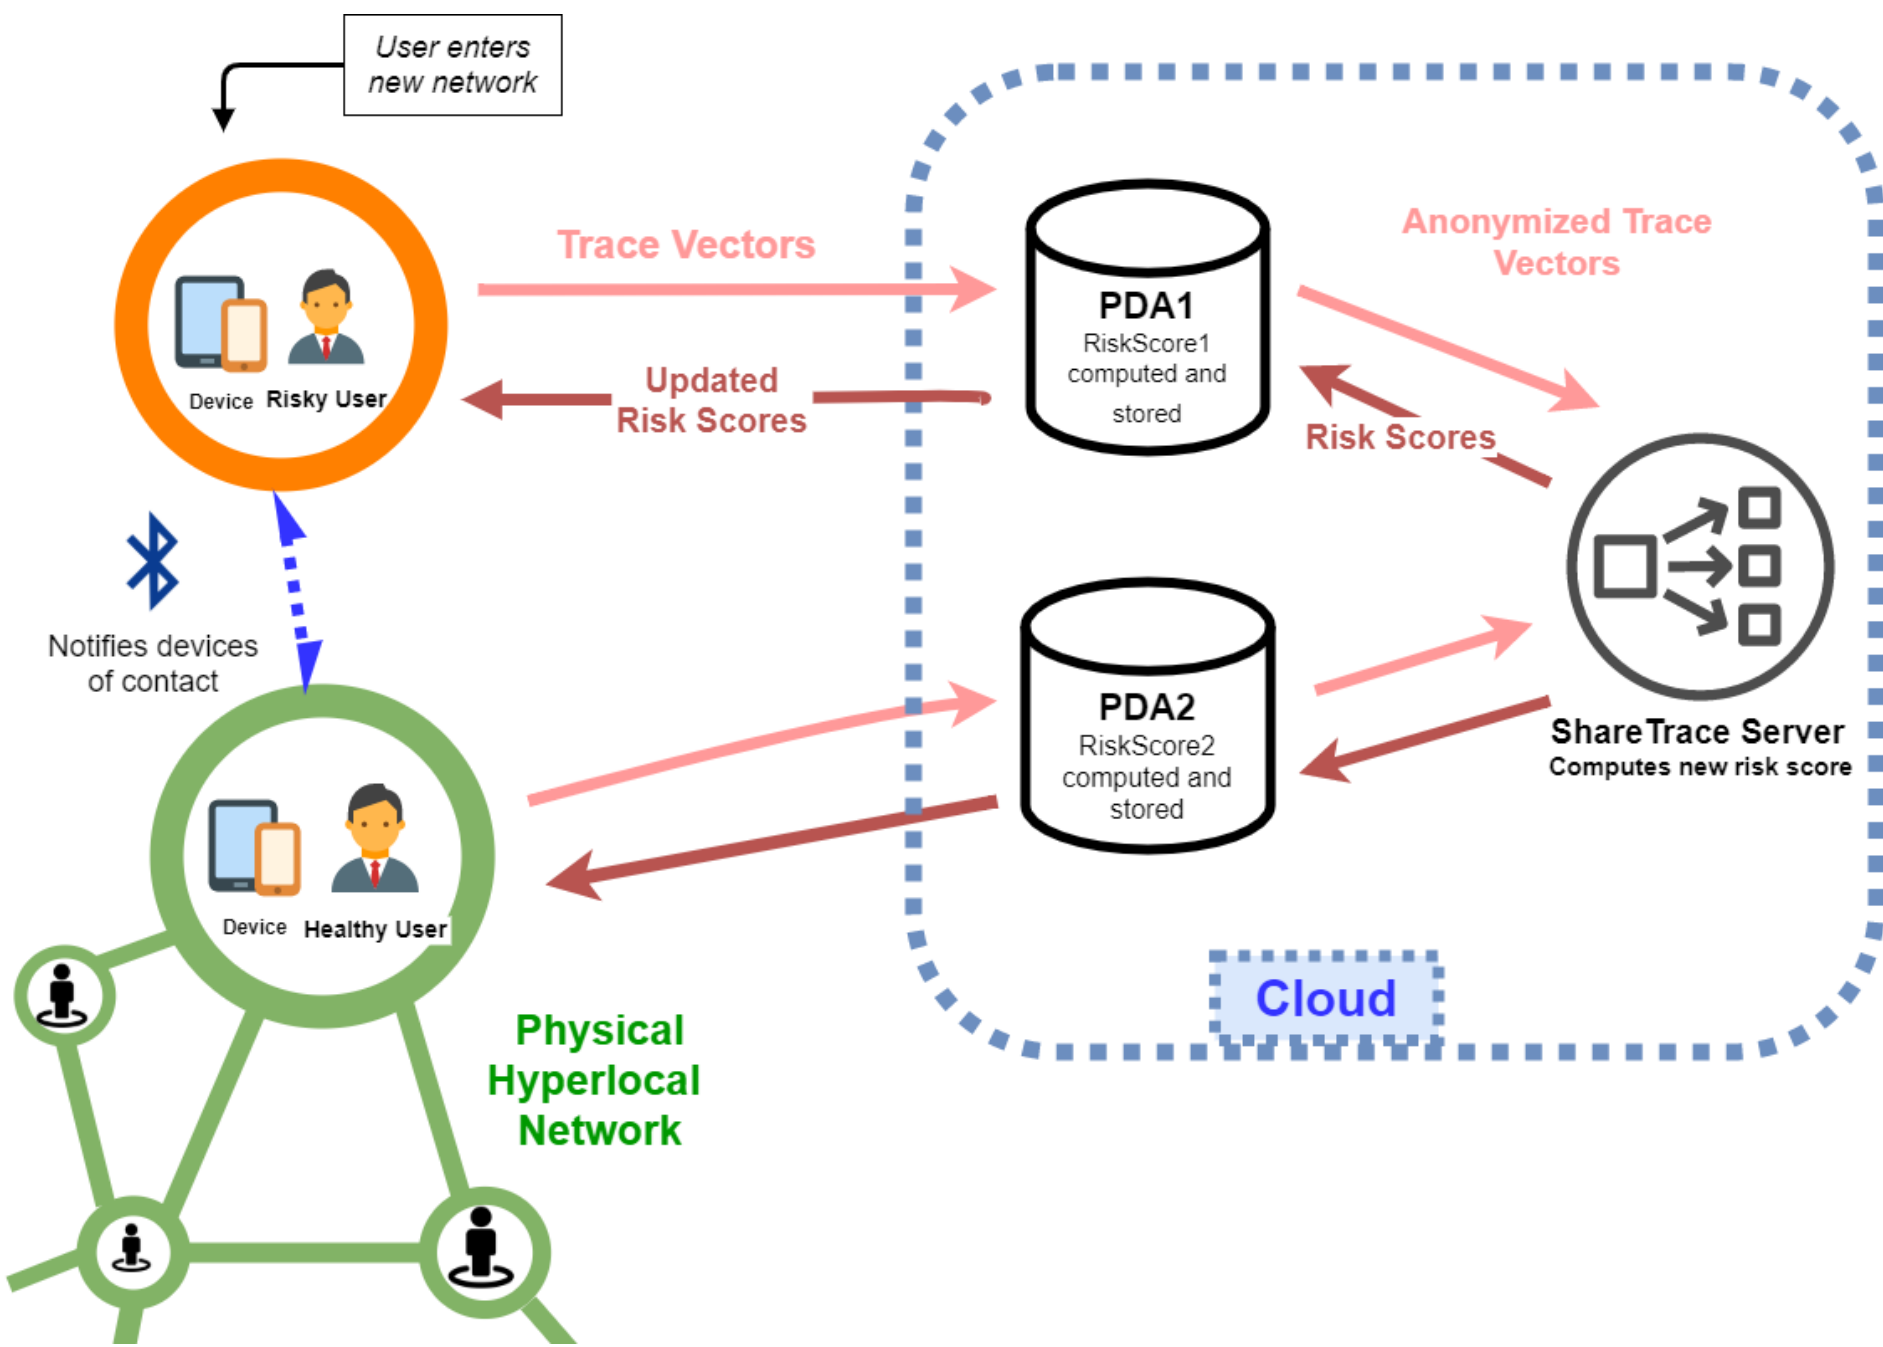 User enters
new network
Trace Vectors
Anonymized Trace
Vectors
PDA1
RiskScore1
computed and
stored
Device
Risky User
Updated
Risk Scores
Risk Scores
Notifies devices
of contact
PDA2
RiskScore2
computed and
stored
ShareTrace Server
Computes new risk score
Device
Healthy User
Cloud
Physical
Hyperlocal
Network